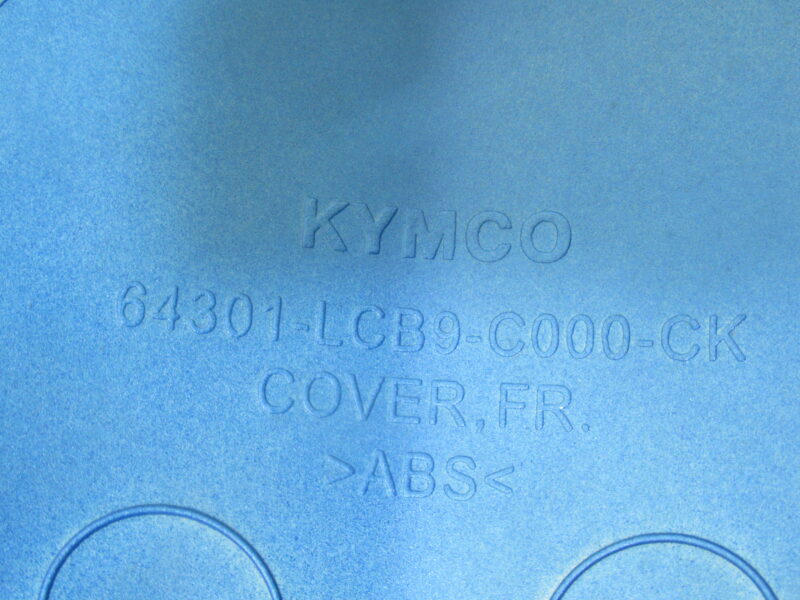 KYMCO
64301-LCB9-C000-CK
COVER,FR.
>ABS<